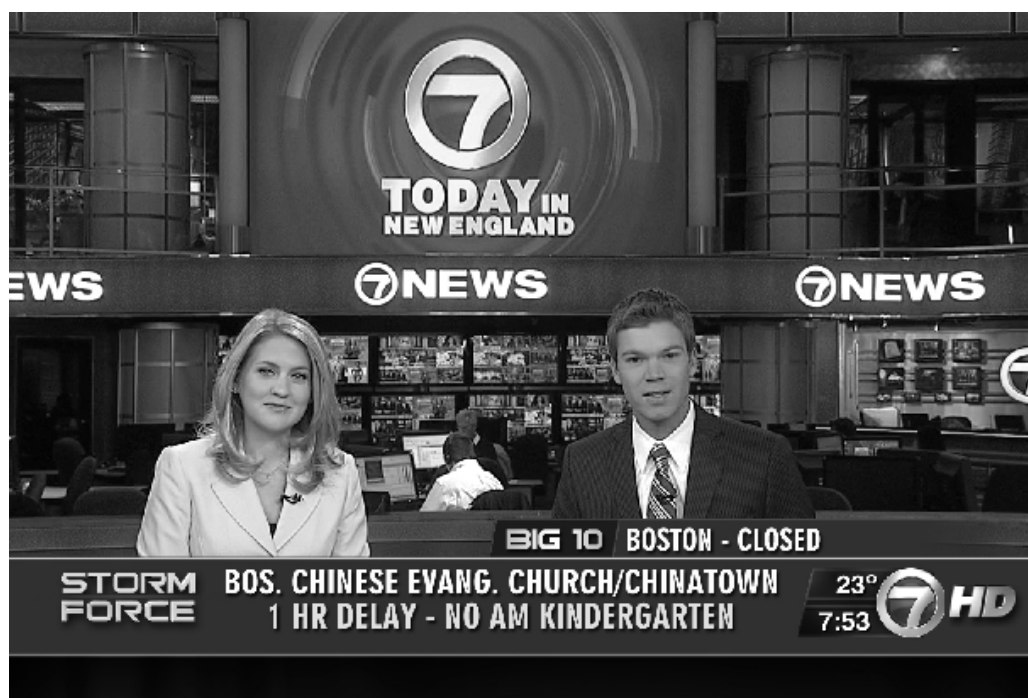 7
TODAY IN
NEW ENGLAND
EWS
7NEWS
7NEWS
BIG 10 BOSTON - CLOSED
STORM
FORCE
BOS. CHINESE EVANG. CHURCH/CHINATOWN
1 HR DELAY - NO AM KINDERGARTEN
23°
7:53
7 HD